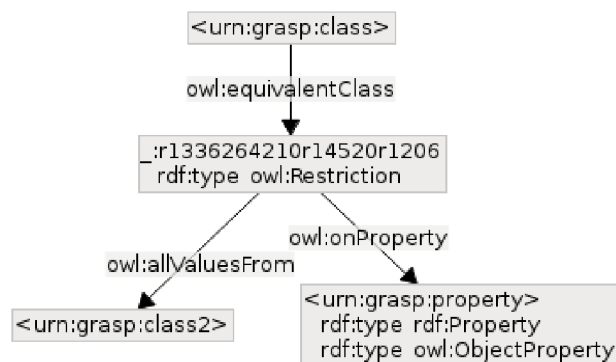 <urn:grasp:class>
owl:equivalentClass
_:r1336264210r14520r1206
rdf:type owl:Restriction
owl:onProperty
owl:allValuesFrom
<urn:grasp:class2>
<urn:grasp:property>
rdf:type rdf:Property
rdf:type owl:ObjectProperty